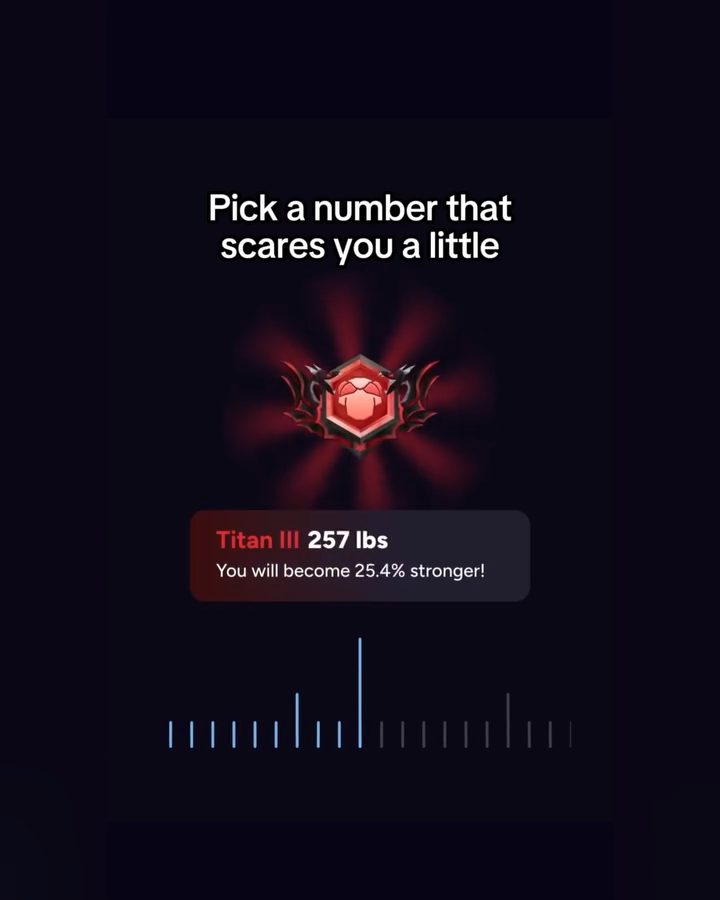 Pick a number that
scares you a little
Titan III 257 lbs
You will become 25.4% stronger!